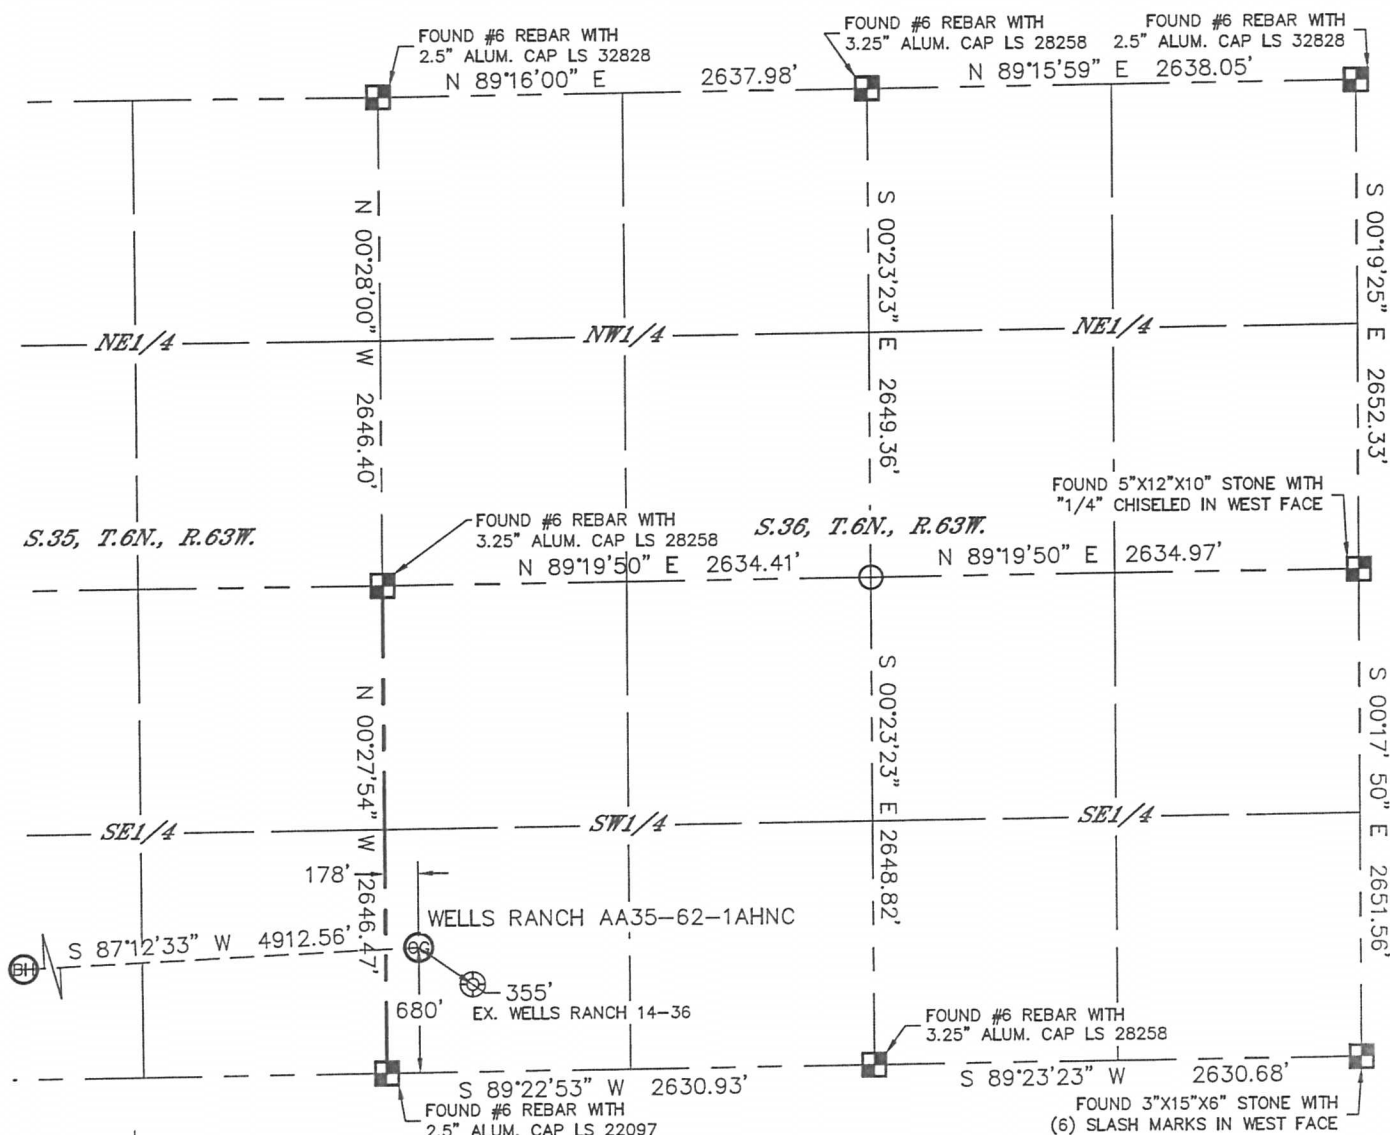 FOUND #6 REBAR WITH
2.5" ALUM. CAP LS 32828
FOUND #6 REBAR WITH
3.25" ALUM. CAP LS 28258
FOUND #6 REBAR WITH
2.5" ALUM. CAP LS 32828
N 89°16'00" E 2637.98'
N 89°15'59" E 2638.05'
N 00°28'00" W 2646.40'
S 00°23'23" E 2649.36'
S 00°19'25" E 2652.33'
NE1/4
NW1/4
NE1/4
FOUND 5"X12"X10" STONE WITH
"1/4" CHISELED IN WEST FACE
S.35, T.6N., R.63W.
FOUND #6 REBAR WITH
3.25" ALUM. CAP LS 28258
S.36, T.6N., R.63W.
N 89°19'50" E 2634.41'
N 89°19'50" E 2634.97'
N 00°27'54" W 2646.47'
S 00°23'23" E 2648.82'
S 00°17' 50" E 2651.56'
SE1/4
SW1/4
SE1/4
178'
WELLS RANCH AA35-62-1AHNC
S 87°12'33" W 4912.56'
BH
OG
355'
EX. WELLS RANCH 14-36
680'
FOUND #6 REBAR WITH
3.25" ALUM. CAP LS 28258
S 89°22'53" W 2630.93'
S 89°23'23" W 2630.68'
FOUND #6 REBAR WITH
2.5" ALUM. CAP LS 22097
FOUND 3"X15"X6" STONE WITH
(6) SLASH MARKS IN WEST FACE